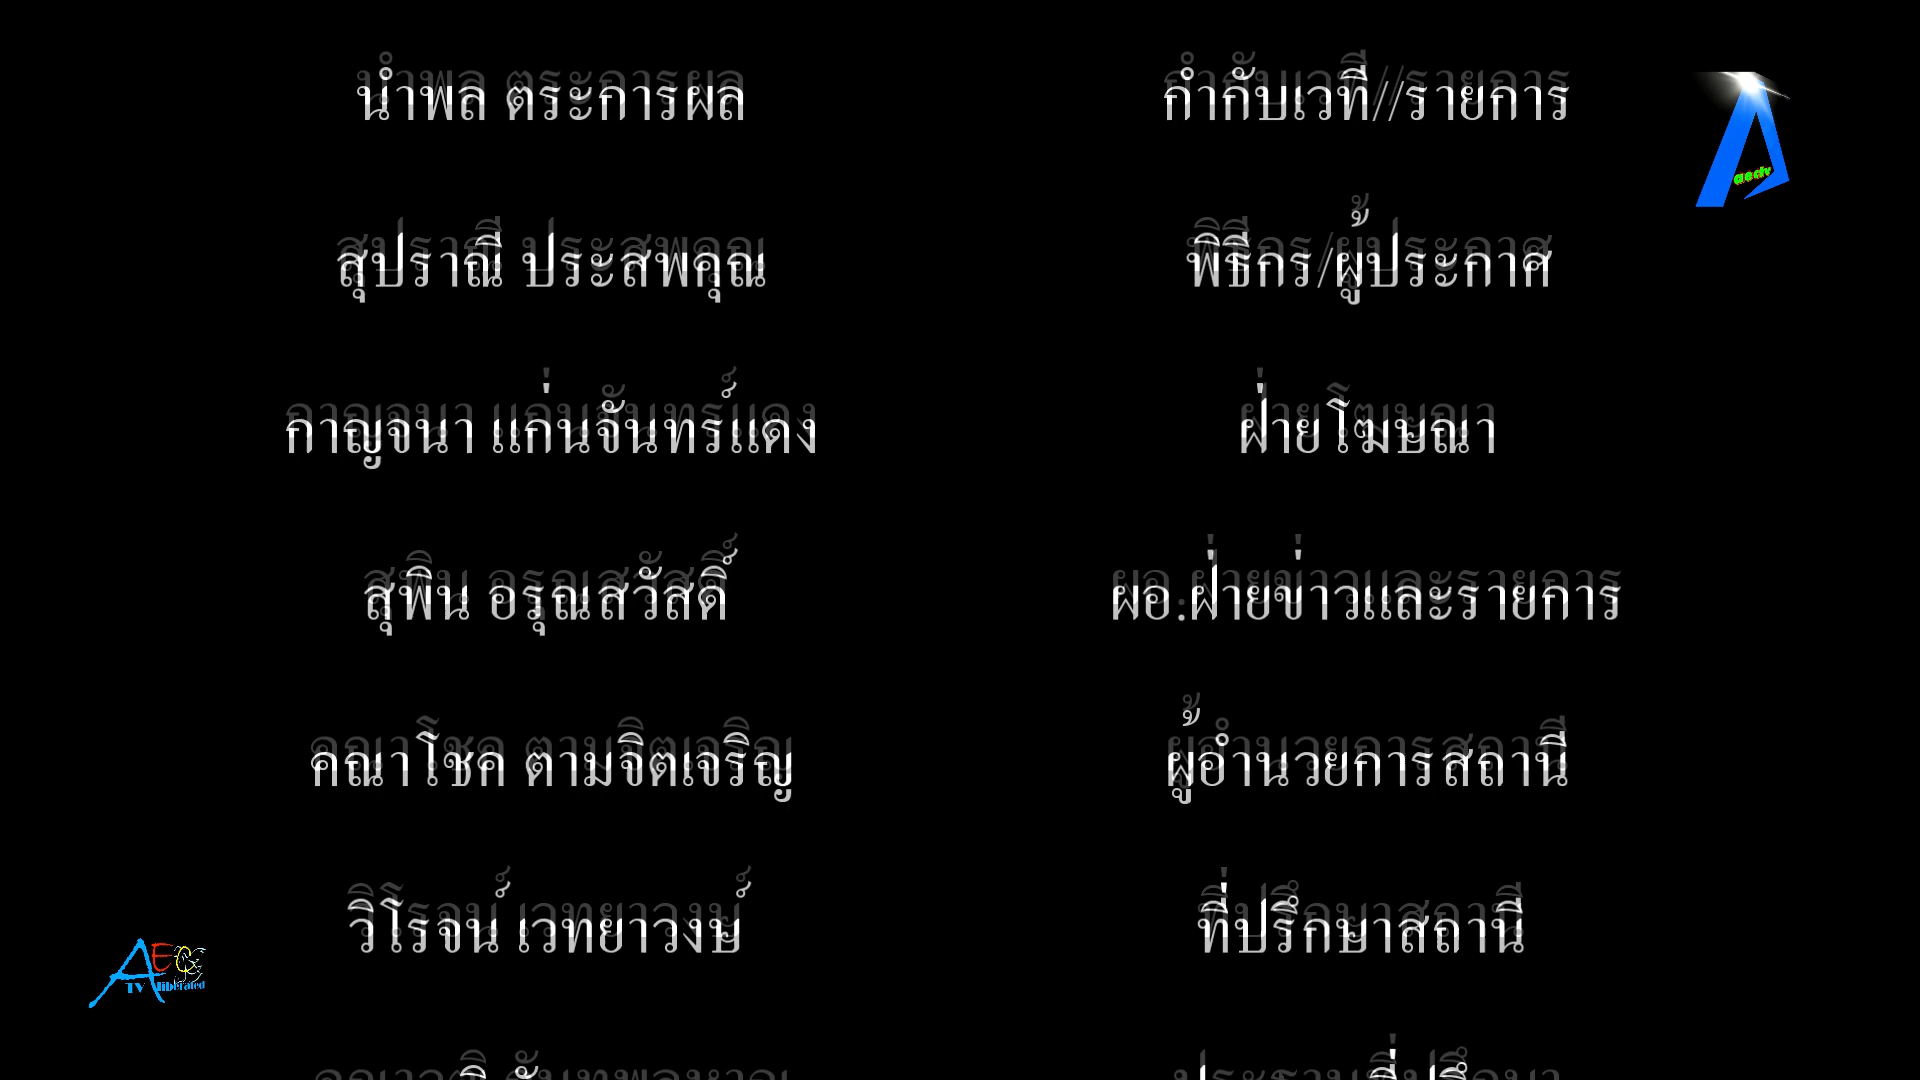 นำพล ตระการผล กำกับเวที//รายการ
aectv
สุปราณี ประสพคุณ พิธีกร/ผู้ประกาศ
กาญจนา แก่นจันทร์แดง ฝ่ายโฆษณา
สุพิน อรุณสวัสดิ์ ผอ.ฝ่ายข่าวและรายการ
คณาโชค ตามจิตเจริญ ผู้อำนวยการสถานี
วิโรจน์ เวทยาวงษ์ ที่ปรึกษาสถานี
AEC
TV liberated